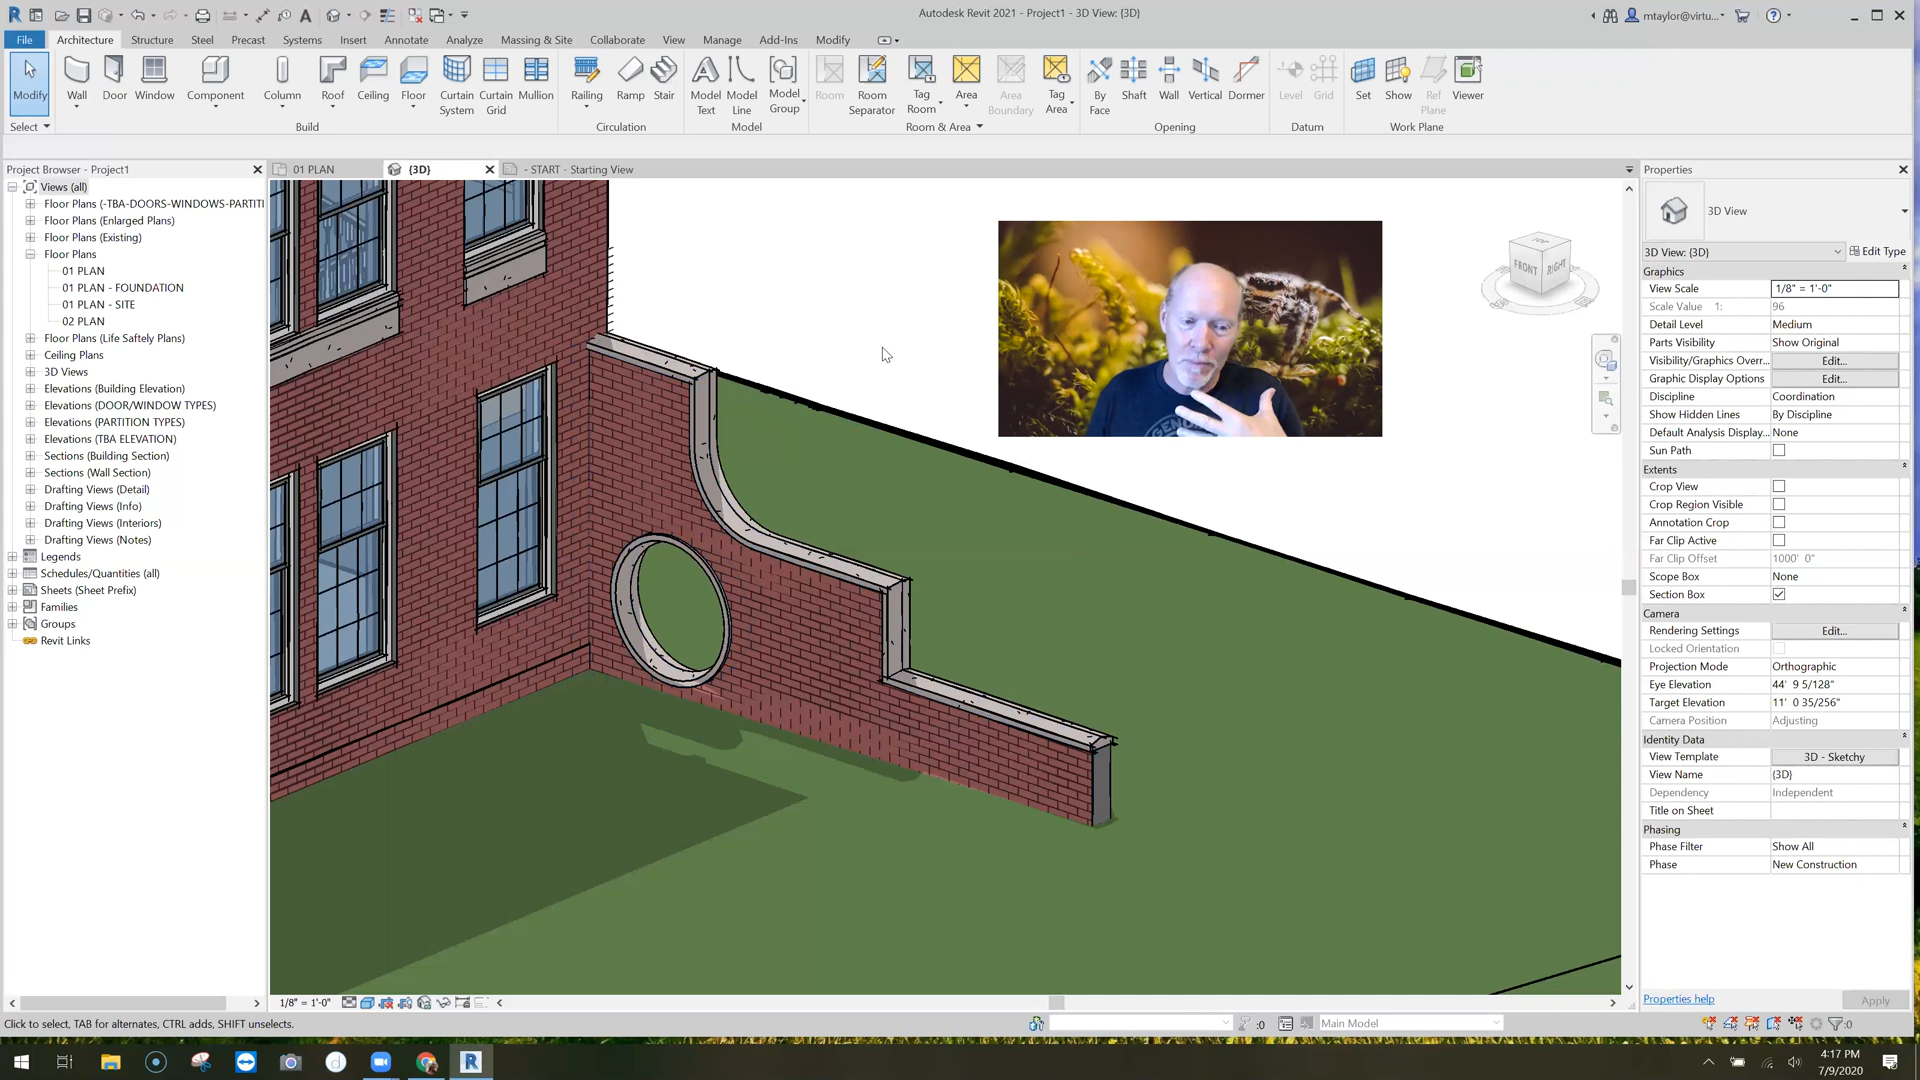 Autodesk Revit 2021 - Project1 - 3D View: {3D}
mtaylor@virtu...
File Architecture Structure Steel Precast Systems Insert Annotate Analyze Massing & Site Collaborate View Manage Add-Ins Modify
Modify Wall Door Window Component Column Roof Ceiling Floor Curtain System Curtain Grid Mullion Railing Ramp Stair Model Text Model Line Model Group Room Room Separator Tag Room Area Area Boundary Tag Area By Face Shaft Wall Vertical Dormer Level Grid Set Show Ref Plane Viewer
Select Build Circulation Model Room & Area Opening Datum Work Plane
Project Browser - Project1
01 PLAN {3D} - START - Starting View
Views (all)
Floor Plans (-TBA-DOORS-WINDOWS-PARTITI
Floor Plans (Enlarged Plans)
Floor Plans (Existing)
Floor Plans
01 PLAN
01 PLAN - FOUNDATION
01 PLAN - SITE
02 PLAN
Floor Plans (Life Saftely Plans)
Ceiling Plans
3D Views
Elevations (Building Elevation)
Elevations (DOOR/WINDOW TYPES)
Elevations (PARTITION TYPES)
Elevations (TBA ELEVATION)
Sections (Building Section)
Sections (Wall Section)
Drafting Views (Detail)
Drafting Views (Info)
Drafting Views (Interiors)
Drafting Views (Notes)
Legends
Schedules/Quantities (all)
Sheets (Sheet Prefix)
Families
Groups
Revit Links
TOP
FRONT RIGHT
Properties
3D View
3D View: {3D} Edit Type
Graphics
View Scale 1/8" = 1'-0"
Scale Value 1: 96
Detail Level Medium
Parts Visibility Show Original
Visibility/Graphics Overr... Edit...
Graphic Display Options Edit...
Discipline Coordination
Show Hidden Lines By Discipline
Default Analysis Display... None
Sun Path
Extents
Crop View
Crop Region Visible
Annotation Crop
Far Clip Active
Far Clip Offset 1000' 0"
Scope Box None
Section Box
Camera
Rendering Settings Edit...
Locked Orientation
Projection Mode Orthographic
Eye Elevation 44' 9 5/128"
Target Elevation 11' 0 35/256"
Camera Position Adjusting
Identity Data
View Template 3D - Sketchy
View Name {3D}
Dependency Independent
Title on Sheet
Phasing
Phase Filter Show All
Phase New Construction
Properties help Apply
1/8" = 1'-0"
Click to select, TAB for alternates, CTRL adds, SHIFT unselects.
:0 Main Model :0
4:17 PM
7/9/2020